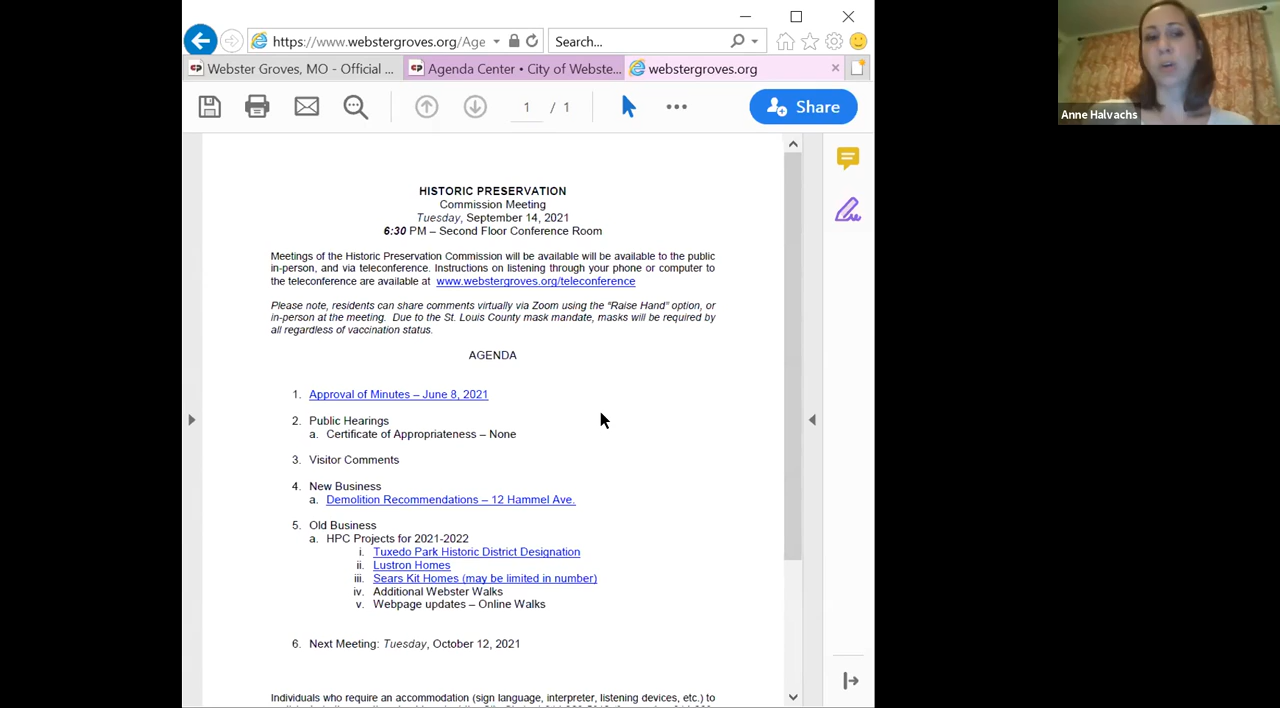 https://www.webstergroves.org/Age
Search...
Webster Groves, MO - Official ...
Agenda Center • City of Webste...
webstergroves.org
1 / 1
Share
Anne Halvachs
HISTORIC PRESERVATION
Commission Meeting
Tuesday, September 14, 2021
6:30 PM – Second Floor Conference Room
Meetings of the Historic Preservation Commission will be available will be available to the public
in-person, and via teleconference. Instructions on listening through your phone or computer to
the teleconference are available at www.webstergroves.org/teleconference
Please note, residents can share comments virtually via Zoom using the "Raise Hand" option, or
in-person at the meeting. Due to the St. Louis County mask mandate, masks will be required by
all regardless of vaccination status.
AGENDA
1. Approval of Minutes – June 8, 2021
2. Public Hearings
a. Certificate of Appropriateness – None
3. Visitor Comments
4. New Business
a. Demolition Recommendations – 12 Hammel Ave.
5. Old Business
a. HPC Projects for 2021-2022
i. Tuxedo Park Historic District Designation
ii. Lustron Homes
iii. Sears Kit Homes (may be limited in number)
iv. Additional Webster Walks
v. Webpage updates – Online Walks
6. Next Meeting: Tuesday, October 12, 2021
Individuals who require an accommodation (sign language, interpreter, listening devices, etc.) to